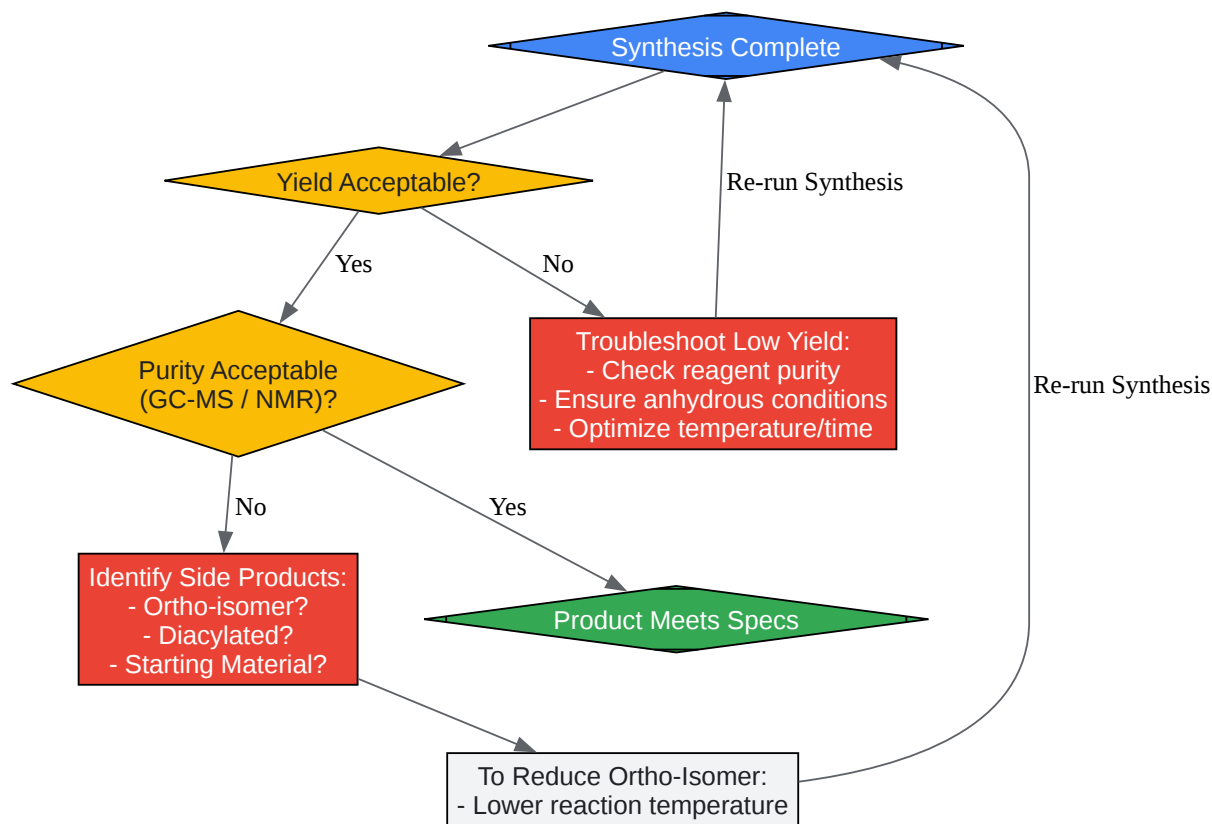 Synthesis Complete
Yield Acceptable?
Re-run Synthesis
Yes
No
Troubleshoot Low Yield:
- Check reagent purity
- Ensure anhydrous conditions
- Optimize temperature/time
Purity Acceptable
(GC-MS / NMR)?
Re-run Synthesis
No
Yes
Identify Side Products:
- Ortho-isomer?
- Diacylated?
- Starting Material?
Product Meets Specs
To Reduce Ortho-Isomer:
- Lower reaction temperature